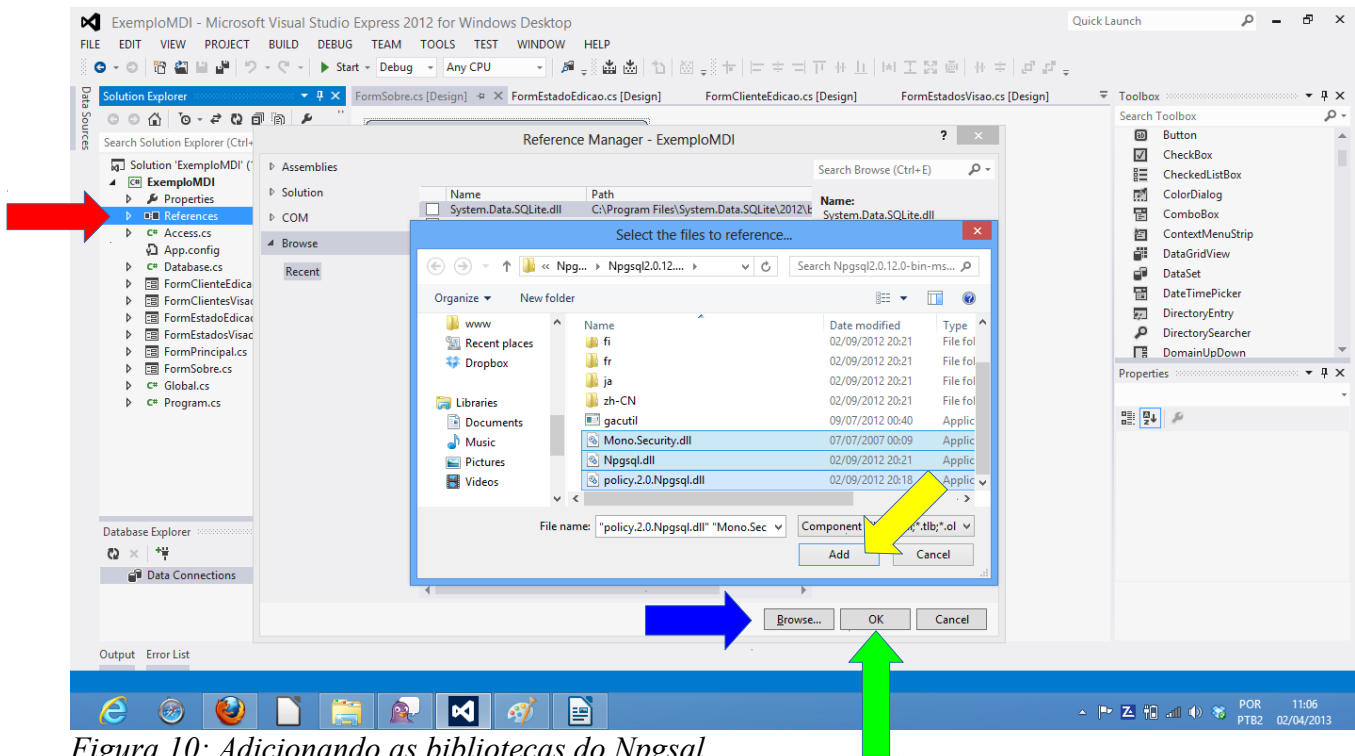 ExemploMDI - Microsoft Visual Studio Express 2012 for Windows Desktop
Quick Launch
FILE EDIT VIEW PROJECT BUILD DEBUG TEAM TOOLS TEST WINDOW HELP
Start Debug Any CPU
Data Sources
Solution Explorer
FormSobre.cs [Design] FormEstadoEdicao.cs [Design] FormClienteEdicao.cs [Design] FormEstadosVisao.cs [Design]
Search Solution Explorer (Ctrl+
Solution 'ExemploMDI' (
ExemploMDI
Properties
References
Access.cs
App.config
Database.cs
FormClienteEdica
FormClientesVisao
FormEstadoEdicao
FormEstadosVisao
FormPrincipal.cs
FormSobre.cs
Global.cs
Program.cs
Database Explorer
Data Connections
Output Error List
Reference Manager - ExemploMDI
?
Assemblies
Solution
COM
Browse
Recent
Search Browse (Ctrl+E)
Name Path
System.Data.SQLite.dll C:\Program Files\System.Data.SQLite\2012\b
Name:
System.Data.SQLite.dll
Select the files to reference...
« Npg... Npgsql2.0.12....
Search Npgsql2.0.12.0-bin-ms...
Organize New folder
www
Recent places
Dropbox
Libraries
Documents
Music
Pictures
Videos
Name Date modified Type
fi 02/09/2012 20:21 File fol
fr 02/09/2012 20:21 File fol
ja 02/09/2012 20:21 File fol
zh-CN 02/09/2012 20:21 File fol
gacutil 09/07/2012 00:40 Applic
Mono.Security.dll 07/07/2007 00:09 Applic
Npgsql.dll 02/09/2012 20:21 Applic
policy.2.0.Npgsql.dll 02/09/2012 20:18 Applic
File name: "policy.2.0.Npgsql.dll" "Mono.Sec
Component *.tlb;*.ol
Add Cancel
Browse... OK Cancel
Toolbox
Search Toolbox
Button
CheckBox
CheckedListBox
ColorDialog
ComboBox
ContextMenuStrip
DataGridView
DataSet
DateTimePicker
DirectoryEntry
DirectorySearcher
DomainUpDown
Properties
POR 11:06
PTB2 02/04/2013
Figura 10: Adicionando as bibliotecas do Npgsql